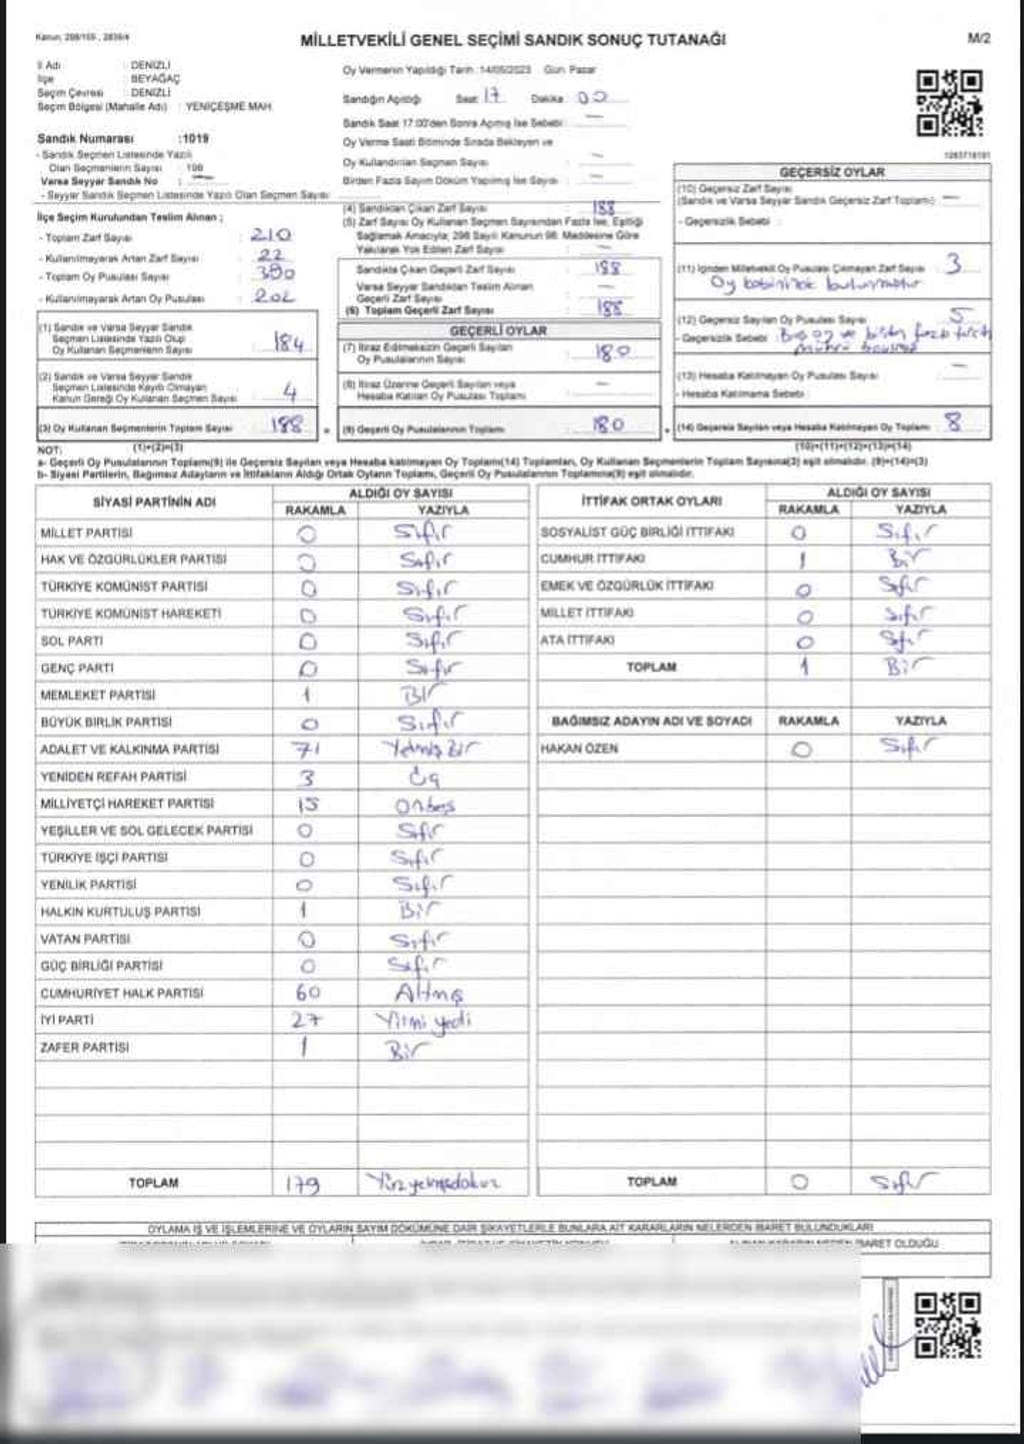 Kanun: 298/105 , 2839/4
MİLLETVEKİLİ GENEL SEÇİMİ SANDIK SONUÇ TUTANAĞI
M/2
İl Adı : DENİZLİ
İlçe : BEYAĞAÇ
Seçim Çevresi : DENİZLİ
Seçim Bölgesi (Mahalle Adı) : YENİÇEŞME MAH.
Sandık Numarası :1019
- Sandık Seçmen Listesinde Yazılı
Olan Seçmenlerin Sayısı :
Varsa Seyyar Sandık No : —
- Seyyar Sandık Seçmen Listesinde Yazılı Olan Seçmen Sayısı
Oy Vermenin Yapıldığı Tarih :14/05/2023 Gün: Pazar
Sandığın Açıldığı Saat 17 Dakika 00
Sandık Saat 17:00'den Sonra Açılmış İse Sebebi : —
Oy Verme Saati Bitiminde Sırada Bekleyen ve
Oy Kullandırılan Seçmen Sayısı : —
Birden Fazla Sayım Döküm Yapılmış İse Sayısı : —
İlçe Seçim Kurulundan Teslim Alınan ;
- Toplam Zarf Sayısı : 210
- Kullanılmayarak Artan Zarf Sayısı : 22
- Toplam Oy Pusulası Sayısı : 390
- Kullanılmayarak Artan Oy Pusulası : 202
(1) Sandık ve Varsa Seyyar Sandık
Seçmen Listesinde Yazılı Olup
Oy Kullanan Seçmenlerin Sayısı : 184
(2) Sandık ve Varsa Seyyar Sandık
Seçmen Listesinde Kayıtlı Olmayan
Kanun Gereği Oy Kullanan Seçmen Sayısı : 4
(3) Oy Kullanan Seçmenlerin Toplam Sayısı : 188
(4) Sandıktan Çıkan Zarf Sayısı : 188
(5) Zarf Sayısı Oy Kullanan Seçmen Sayısından Fazla İse, Eşitliği
Sağlamak Amacıyla; 298 Sayılı Kanunun 98. Maddesine Göre
Yakılarak Yok Edilen Zarf Sayısı : —
Sandıkta Çıkan Geçerli Zarf Sayısı : 188
Varsa Seyyar Sandıktan Teslim Alınan
Geçerli Zarf Sayısı : —
(6) Toplam Geçerli Zarf Sayısı : 188
GEÇERLİ OYLAR
(7) İtiraz Edilmeksizin Geçerli Sayılan
Oy Pusulalarının Sayısı : 180
(8) İtiraz Üzerine Geçerli Sayılan veya
Hesaba Katılan Oy Pusulası Toplamı : —
(9) Geçerli Oy Pusulalarının Toplamı : 180
GEÇERSİZ OYLAR
(10) Geçersiz Zarf Sayısı
(Sandık ve Varsa Seyyar Sandık Geçersiz Zarf Toplamı) : —
- Geçersizlik Sebebi :
(11) İçinden Milletvekili Oy Pusulası Çıkmayan Zarf Sayısı : 3
(12) Geçersiz Sayılan Oy Pusulası Sayısı : 5
- Geçersizlik Sebebi :
(13) Hesaba Katılmayan Oy Pusulası Sayısı : —
- Hesaba Katılmama Sebebi :
(14) Geçersiz Sayılan veya Hesaba Katılmayan Oy Toplamı : 8
NOT: (1)+(2)=(3)
(10)+(11)+(12)+(13)=(14)
a- Geçerli Oy Pusulalarının Toplamı(9) ile Geçersiz Sayılan veya Hesaba katılmayan Oy Toplamı(14) Toplamları, Oy Kullanan Seçmenlerin Toplam Sayısına(3) eşit olmalıdır. (9)+(14)=(3)
b- Siyasi Partilerin, Bağımsız Adayların ve İttifakların Aldığı Ortak Oyların Toplamı, Geçerli Oy Pusulalarının Toplamına(9) eşit olmalıdır.
SİYASİ PARTİNİN ADI ALDIĞI OY SAYISI
RAKAMLA YAZIYLA
MİLLET PARTİSİ 0 Sıfır
HAK VE ÖZGÜRLÜKLER PARTİSİ 0 Sıfır
TÜRKİYE KOMÜNİST PARTİSİ 0 Sıfır
TÜRKİYE KOMÜNİST HAREKETİ 0 Sıfır
SOL PARTİ 0 Sıfır
GENÇ PARTİ 0 Sıfır
MEMLEKET PARTİSİ 1 Bir
BÜYÜK BİRLİK PARTİSİ 0 Sıfır
ADALET VE KALKINMA PARTİSİ 71 Yetmiş Bir
YENİDEN REFAH PARTİSİ 3 Üç
MİLLİYETÇİ HAREKET PARTİSİ 15 Onbeş
YEŞİLLER VE SOL GELECEK PARTİSİ 0 Sıfır
TÜRKİYE İŞÇİ PARTİSİ 0 Sıfır
YENİLİK PARTİSİ 0 Sıfır
HALKIN KURTULUŞ PARTİSİ 1 Bir
VATAN PARTİSİ 0 Sıfır
GÜÇ BİRLİĞİ PARTİSİ 0 Sıfır
CUMHURİYET HALK PARTİSİ 60 Altmış
İYİ PARTİ 27 Yirmi yedi
ZAFER PARTİSİ 1 Bir
TOPLAM 179 Yüzyetmişdokuz
İTTİFAK ORTAK OYLARI ALDIĞI OY SAYISI
RAKAMLA YAZIYLA
SOSYALİST GÜÇ BİRLİĞİ İTTİFAKI 0 Sıfır
CUMHUR İTTİFAKI 1 Bir
EMEK VE ÖZGÜRLÜK İTTİFAKI 0 Sıfır
MİLLET İTTİFAKI 0 Sıfır
ATA İTTİFAKI 0 Sıfır
TOPLAM 1 Bir
BAĞIMSIZ ADAYIN ADI VE SOYADI RAKAMLA YAZIYLA
HAKAN ÖZEN 0 Sıfır
TOPLAM 0 Sıfır
OYLAMA İŞ VE İŞLEMLERİNE VE OYLARIN SAYIM DÖKÜMÜNE DAİR ŞİKAYETLERLE BUNLARA AİT KARARLARIN NELERDEN İBARET BULUNDUKLARI